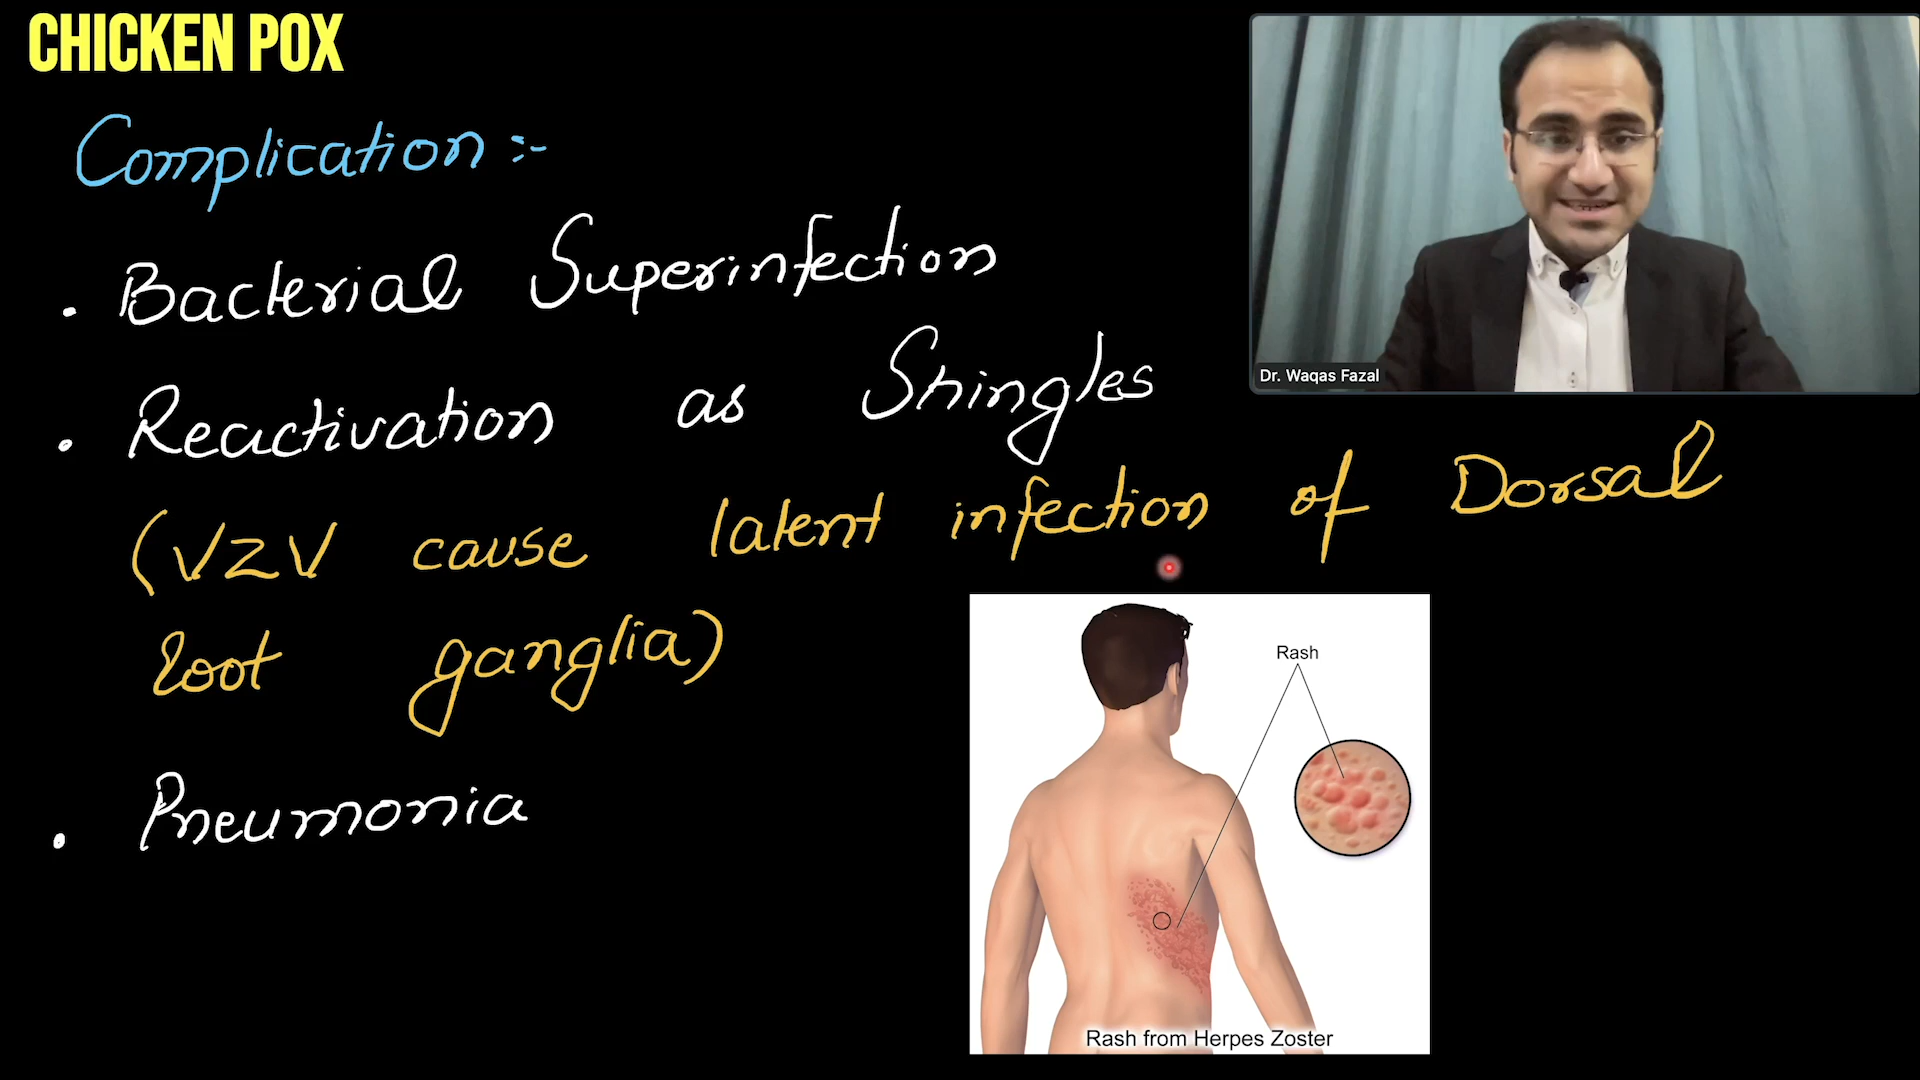 CHICKEN POX
Complication :-
Dr. Waqas Fazal
. Bacterial Superinfection
. Reactivation as Shingles
(VZV cause latent infection of Dorsal
root ganglia)
. Pneumonia
Rash
Rash from Herpes Zoster